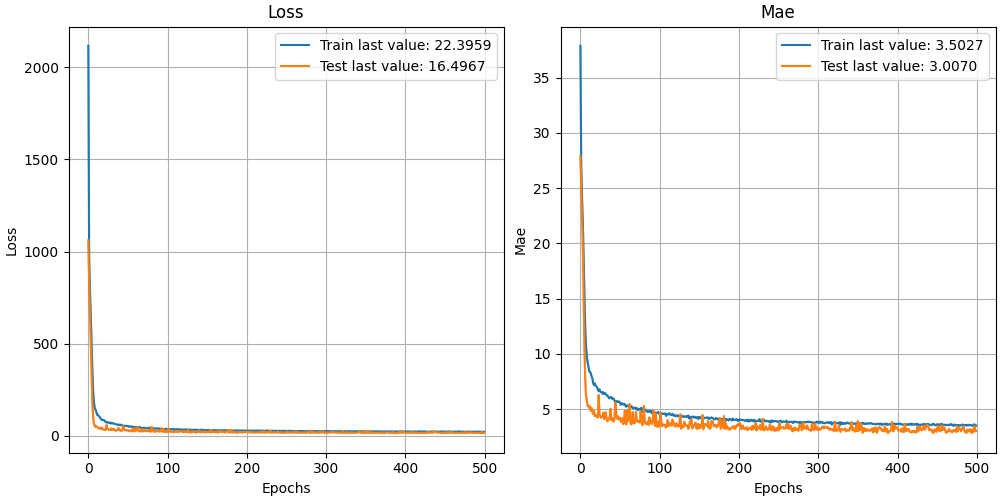 Loss
Train last value: 22.3959
Test last value: 16.4967
2000
1500
1000
500
0
Loss
0 100 200 300 400 500
Epochs
Mae
Train last value: 3.5027
Test last value: 3.0070
35
30
25
20
15
10
5
Mae
0 100 200 300 400 500
Epochs